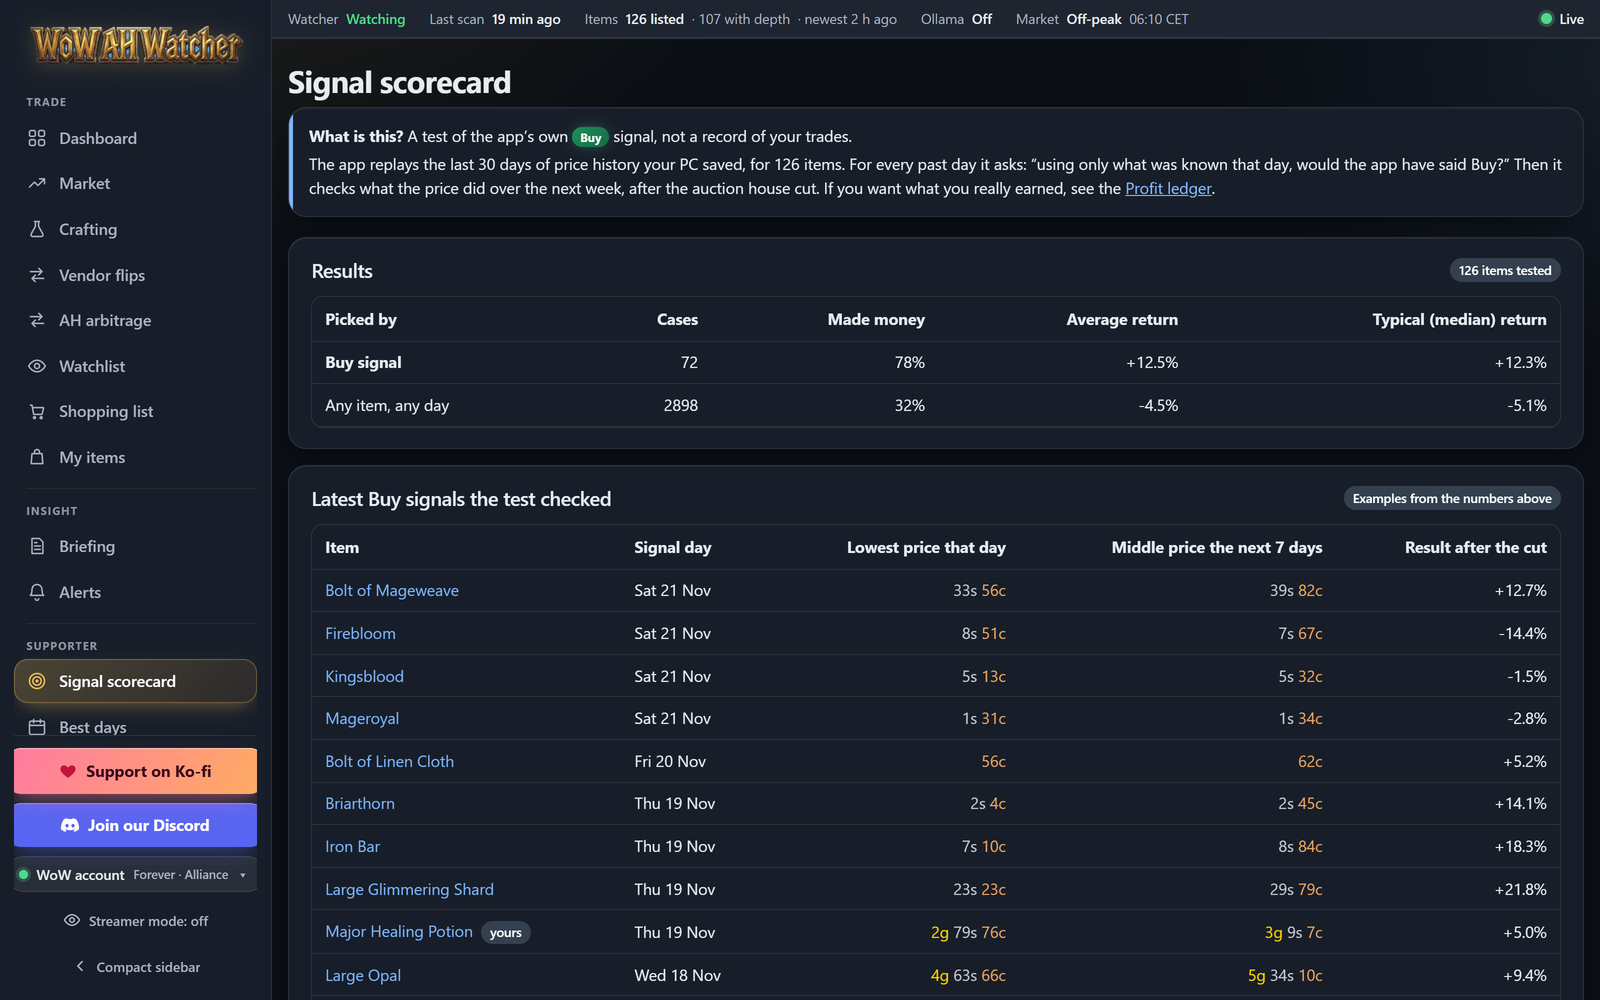 WoW AH Watcher
TRADE
Dashboard
Market
Crafting
Vendor flips
AH arbitrage
Watchlist
Shopping list
My items
INSIGHT
Briefing
Alerts
SUPPORTER
Signal scorecard
Best days
Support on Ko-fi
Join our Discord
WoW account Forever · Alliance ▾
Streamer mode: off
Compact sidebar
Watcher Watching Last scan 19 min ago Items 126 listed · 107 with depth · newest 2 h ago Ollama Off Market Off-peak 06:10 CET Live
Signal scorecard
What is this? A test of the app’s own Buy signal, not a record of your trades.
The app replays the last 30 days of price history your PC saved, for 126 items. For every past day it asks: “using only what was known that day, would the app have said Buy?” Then it
checks what the price did over the next week, after the auction house cut. If you want what you really earned, see the Profit ledger.
Results 126 items tested
Picked by Cases Made money Average return Typical (median) return
Buy signal 72 78% +12.5% +12.3%
Any item, any day 2898 32% -4.5% -5.1%
Latest Buy signals the test checked Examples from the numbers above
Item Signal day Lowest price that day Middle price the next 7 days Result after the cut
Bolt of Mageweave Sat 21 Nov 33s 56c 39s 82c +12.7%
Firebloom Sat 21 Nov 8s 51c 7s 67c -14.4%
Kingsblood Sat 21 Nov 5s 13c 5s 32c -1.5%
Mageroyal Sat 21 Nov 1s 31c 1s 34c -2.8%
Bolt of Linen Cloth Fri 20 Nov 56c 62c +5.2%
Briarthorn Thu 19 Nov 2s 4c 2s 45c +14.1%
Iron Bar Thu 19 Nov 7s 10c 8s 84c +18.3%
Large Glimmering Shard Thu 19 Nov 23s 23c 29s 79c +21.8%
Major Healing Potion yours Thu 19 Nov 2g 79s 76c 3g 9s 7c +5.0%
Large Opal Wed 18 Nov 4g 63s 66c 5g 34s 10c +9.4%